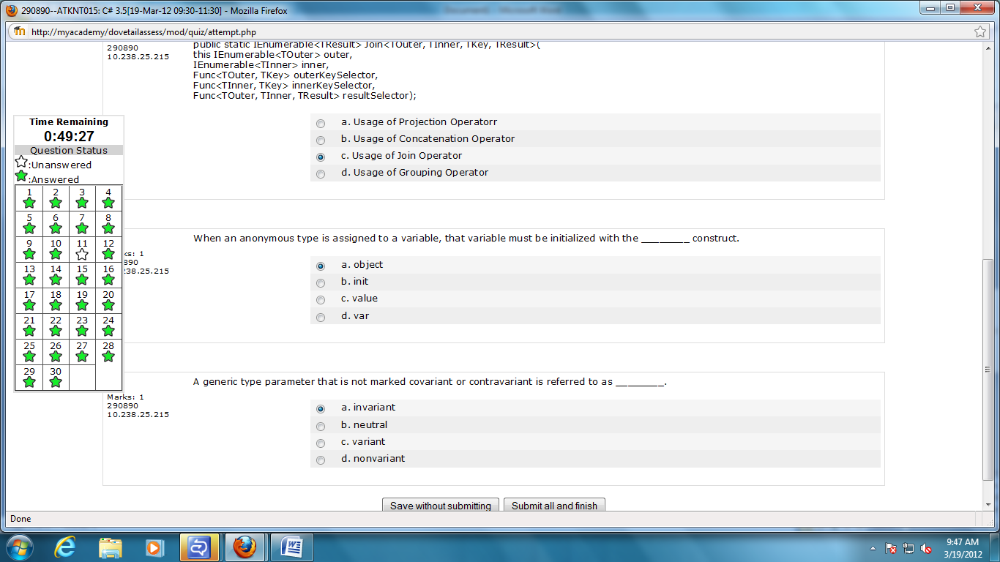 290890--ATKNT015: C# 3.5[19-Mar-12 09:30-11:30] - Mozilla Firefox
http://myacademy/dovetailassess/mod/quiz/attempt.php
290890
10.238.25.215
public static IEnumerable<TResult> Join<TOuter, TInner, TKey, TResult>(
this IEnumerable<TOuter> outer,
IEnumerable<TInner> inner,
Func<TOuter, TKey> outerKeySelector,
Func<TInner, TKey> innerKeySelector,
Func<TOuter, TInner, TResult> resultSelector);
a. Usage of Projection Operatorr
b. Usage of Concatenation Operator
c. Usage of Join Operator
d. Usage of Grouping Operator
Time Remaining
0:49:27
Question Status
:Unanswered
:Answered
1 2 3 4
5 6 7 8
9 10 11 12
13 14 15 16
17 18 19 20
21 22 23 24
25 26 27 28
29 30
When an anonymous type is assigned to a variable, that variable must be initialized with the _________ construct.
ks: 1
890
38.25.215
a. object
b. init
c. value
d. var
A generic type parameter that is not marked covariant or contravariant is referred to as _________.
Marks: 1
290890
10.238.25.215
a. invariant
b. neutral
c. variant
d. nonvariant
Save without submitting
Submit all and finish
Done
9:47 AM
3/19/2012